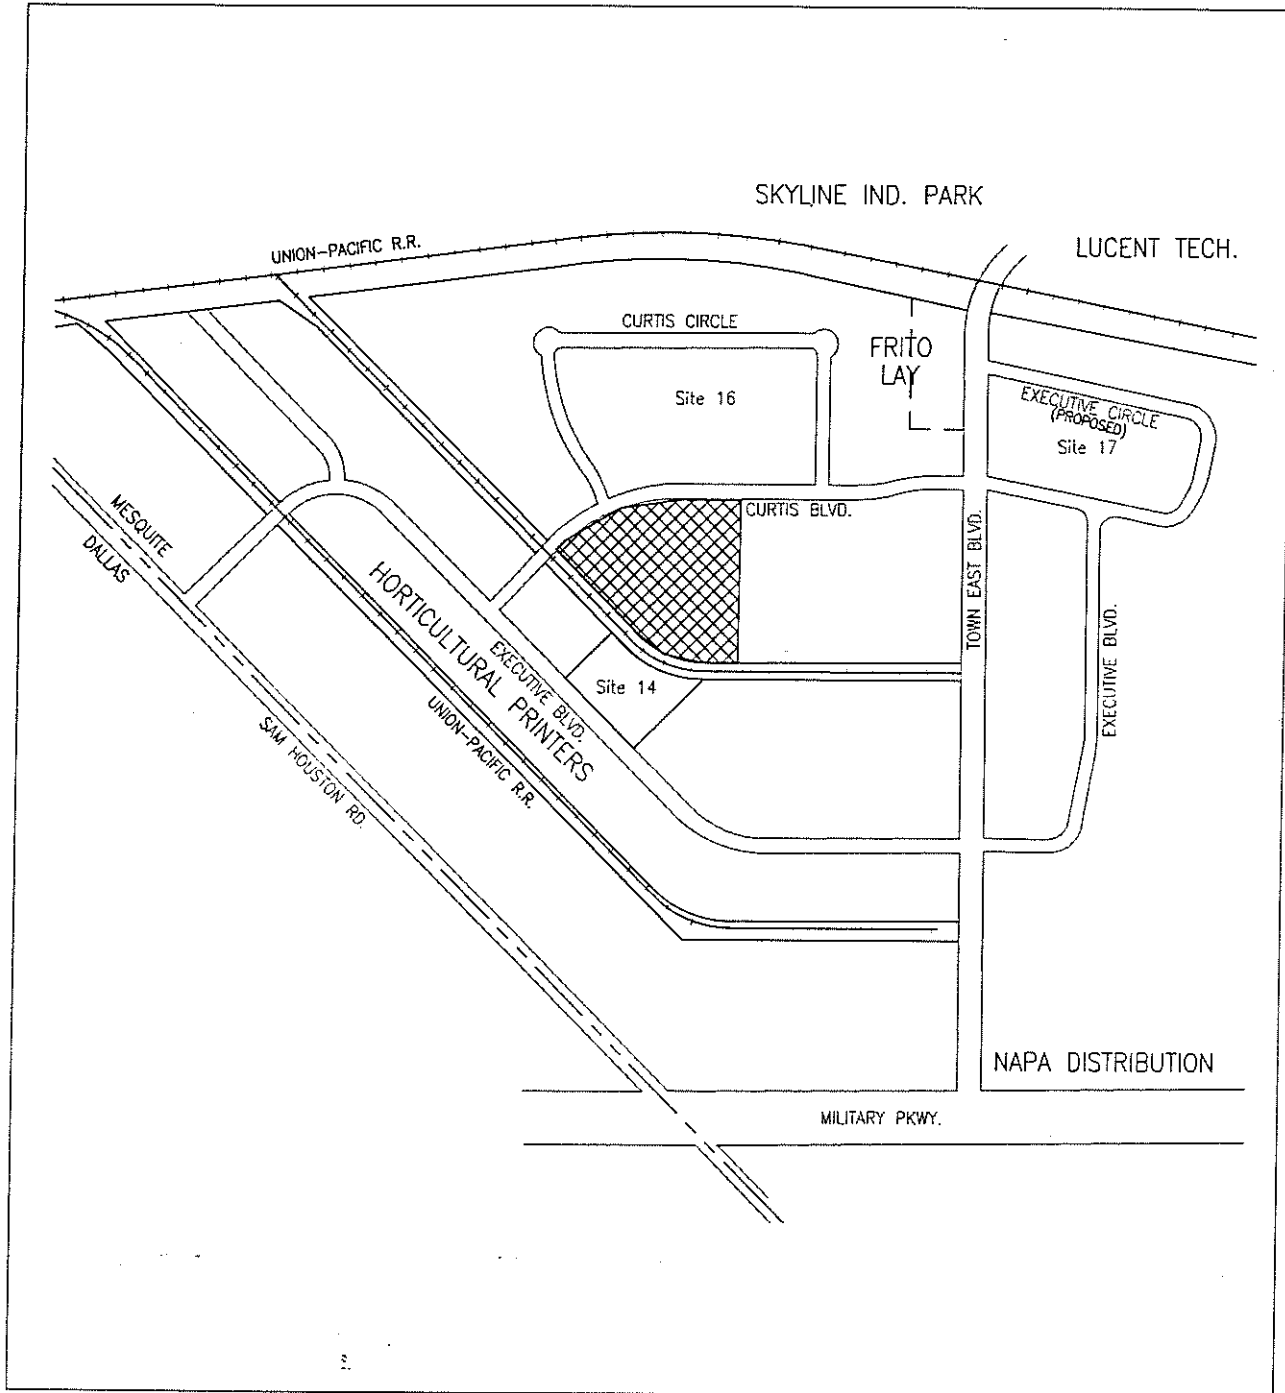 SKYLINE IND. PARK
UNION-PACIFIC R.R.
LUCENT TECH.
CURTIS CIRCLE
FRITO
LAY
Site 16
EXECUTIVE CIRCLE
(PROPOSED)
Site 17
MESQUITE
DALLAS
CURTIS BLVD.
TOWN EAST BLVD.
HORTICULTURAL PRINTERS
EXECUTIVE BLVD.
Site 14
EXECUTIVE BLVD.
UNION-PACIFIC R.R.
SAM HOUSTON RD.
NAPA DISTRIBUTION
MILITARY PKWY.